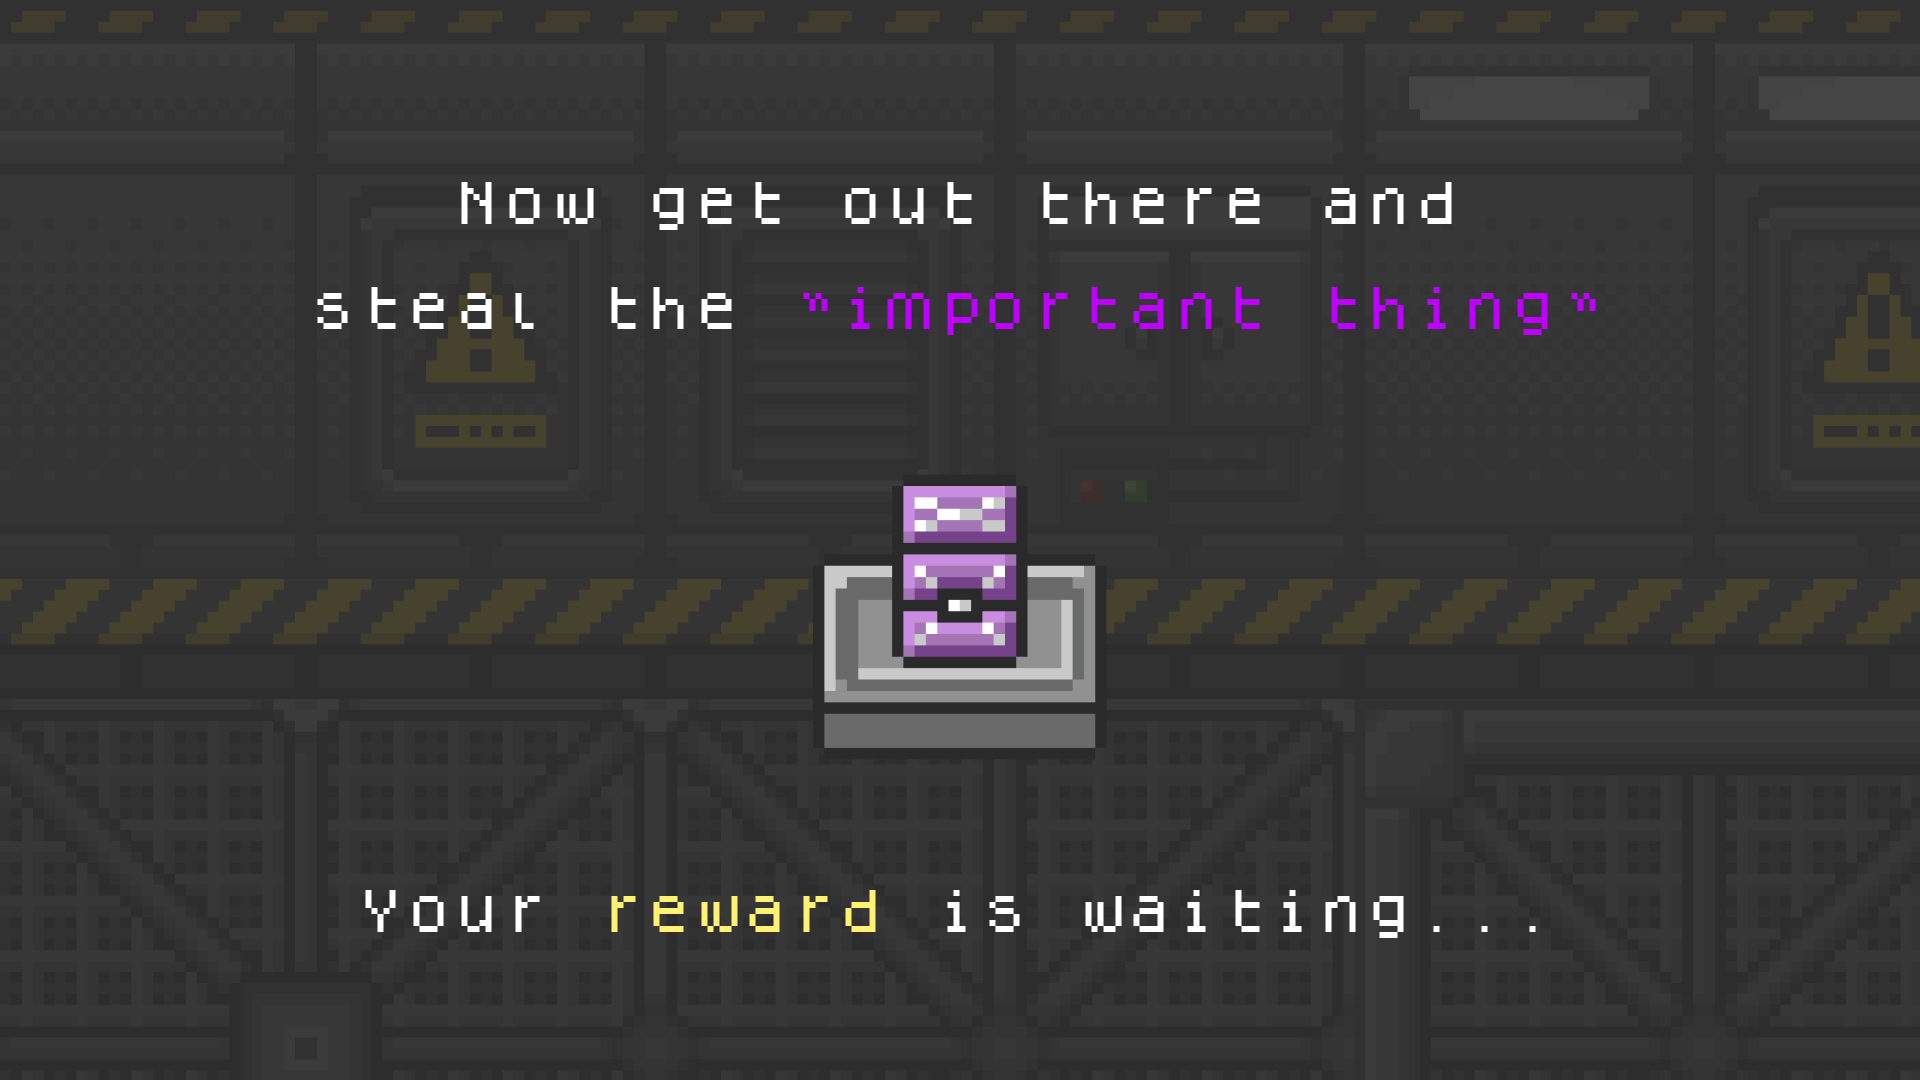 Now get out there and
steal the "important thing"
Your reward is waiting...